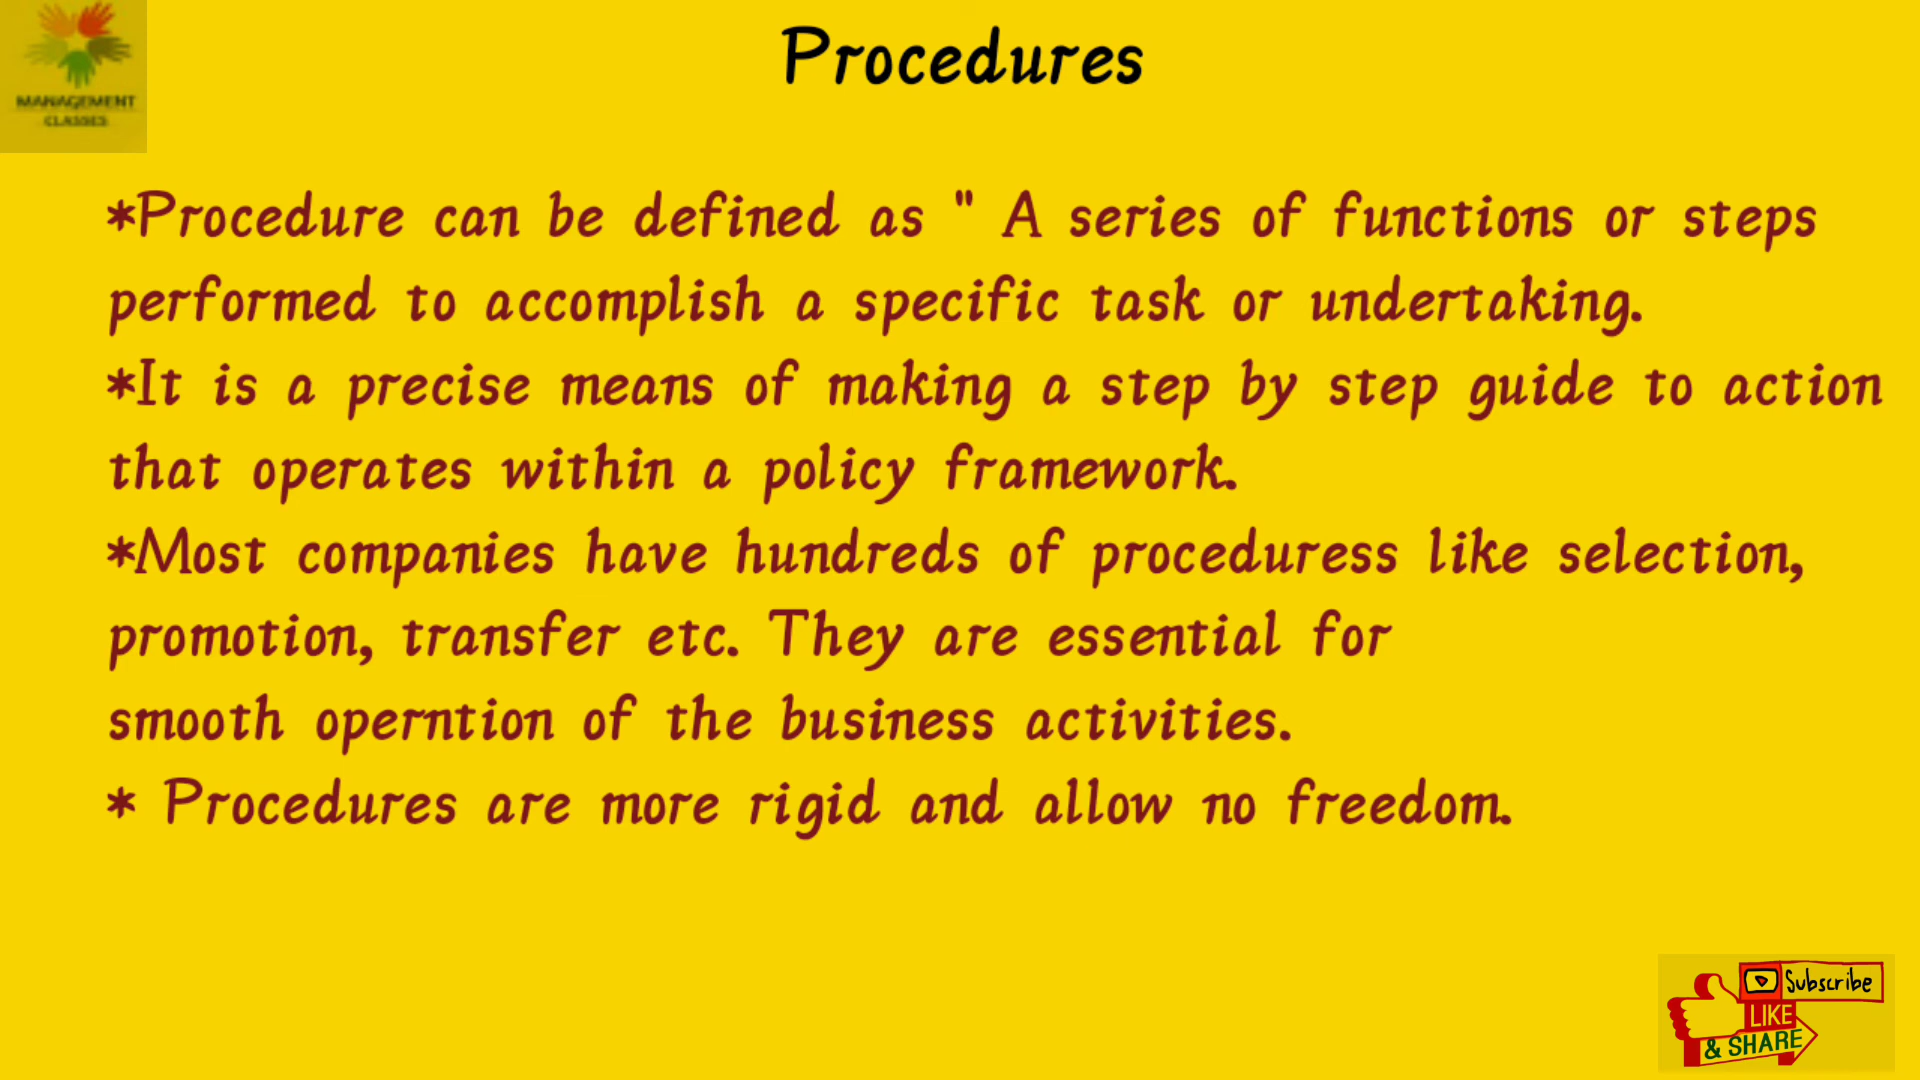 MANAGEMENT
CLASSES
Procedures
*Procedure can be defined as " A series of functions or steps
performed to accomplish a specific task or undertaking.
*It is a precise means of making a step by step guide to action
that operates within a policy framework.
*Most companies have hundreds of proceduress like selection,
promotion, transfer etc. They are essential for
smooth operntion of the business activities.
* Procedures are more rigid and allow no freedom.
Subscribe
LIKE
& SHARE